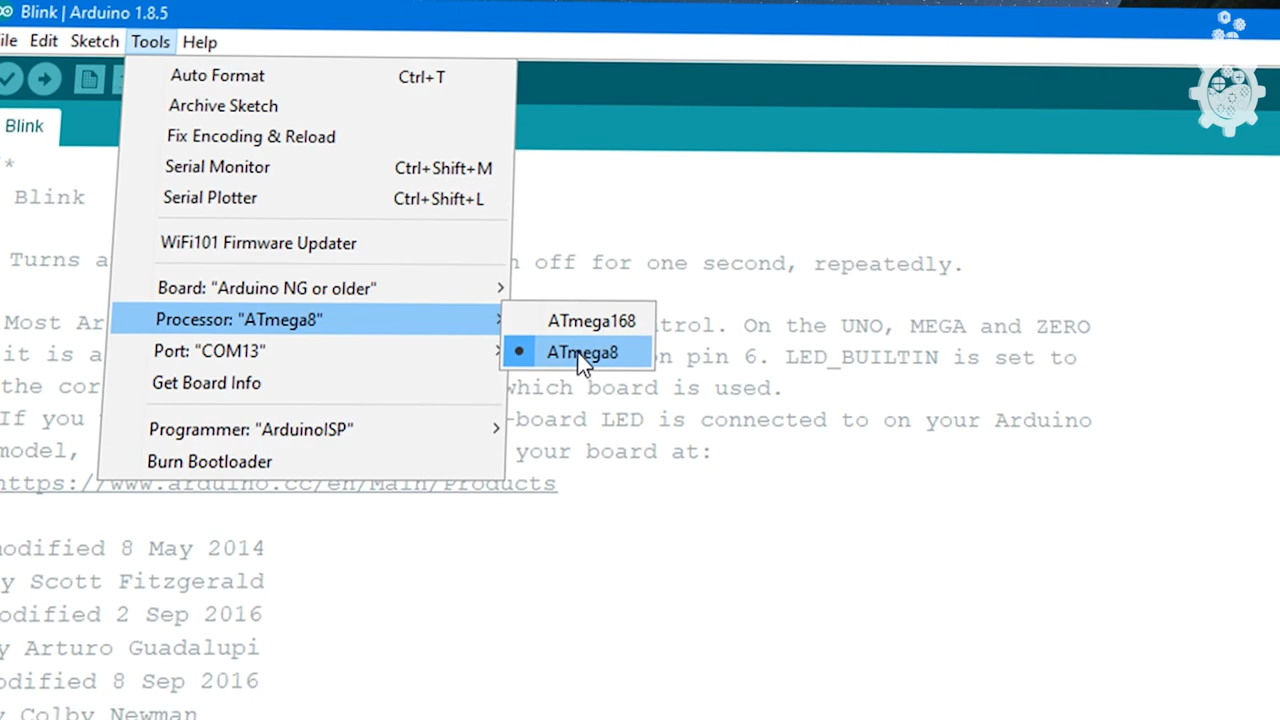 Blink | Arduino 1.8.5
ile Edit Sketch Tools Help
Blink
Auto Format Ctrl+T
Archive Sketch
Fix Encoding & Reload
Serial Monitor Ctrl+Shift+M
Serial Plotter Ctrl+Shift+L
WiFi101 Firmware Updater
Board: "Arduino NG or older"
Processor: "ATmega8"
Port: "COM13"
Get Board Info
Programmer: "ArduinoISP"
Burn Bootloader
ATmega168
ATmega8
*
Blink
Turns a n off for one second, repeatedly.
Most Ar trol. On the UNO, MEGA and ZERO
it is a on pin 6. LED_BUILTIN is set to
the cor which board is used.
If you -board LED is connected to on your Arduino
model, your board at:
https://www.arduino.cc/en/Main/Products
modified 8 May 2014
y Scott Fitzgerald
odified 2 Sep 2016
y Arturo Guadalupi
odified 8 Sep 2016
y Colby Newman